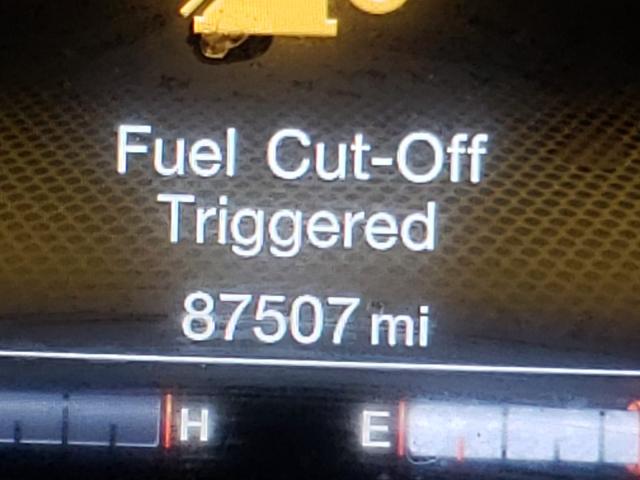 Fuel Cut-Off
Triggered
87507 mi
H E